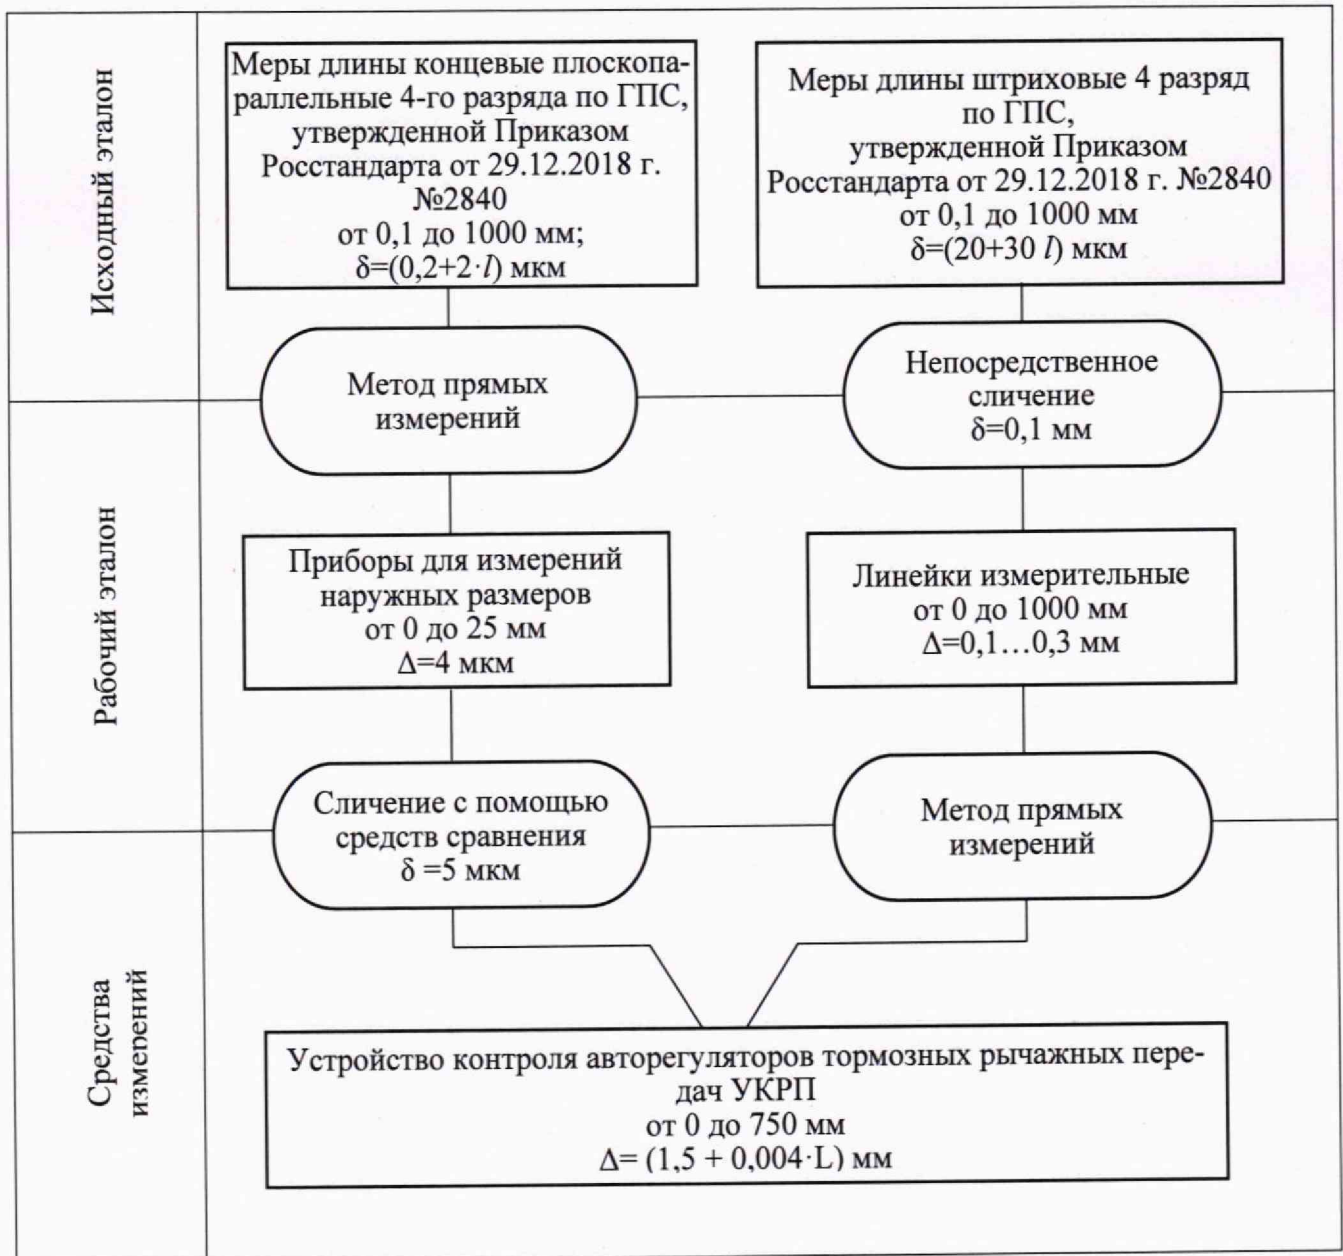 Исходный эталон
Меры длины концевые плоскопа-
раллельные 4-го разряда по ГПС,
утвержденной Приказом
Росстандарта от 29.12.2018 г.
№2840
от 0,1 до 1000 мм;
δ=(0,2+2·l) мкм
Меры длины штриховые 4 разряд
по ГПС,
утвержденной Приказом
Росстандарта от 29.12.2018 г. №2840
от 0,1 до 1000 мм
δ=(20+30 l) мкм
Метод прямых
измерений
Непосредственное
сличение
δ=0,1 мм
Рабочий эталон
Приборы для измерений
наружных размеров
от 0 до 25 мм
Δ=4 мкм
Линейки измерительные
от 0 до 1000 мм
Δ=0,1…0,3 мм
Сличение с помощью
средств сравнения
δ =5 мкм
Метод прямых
измерений
Средства
измерений
Устройство контроля авторегуляторов тормозных рычажных пере-
дач УКРП
от 0 до 750 мм
Δ= (1,5 + 0,004·L) мм